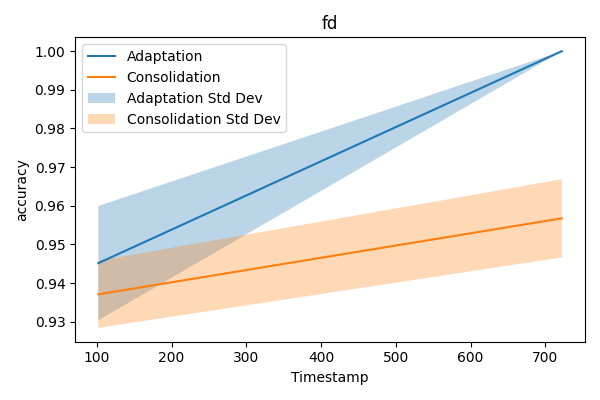 fd
Adaptation
Consolidation
Adaptation Std Dev
Consolidation Std Dev
accuracy
1.00
0.99
0.98
0.97
0.96
0.95
0.94
0.93
100 200 300 400 500 600 700
Timestamp